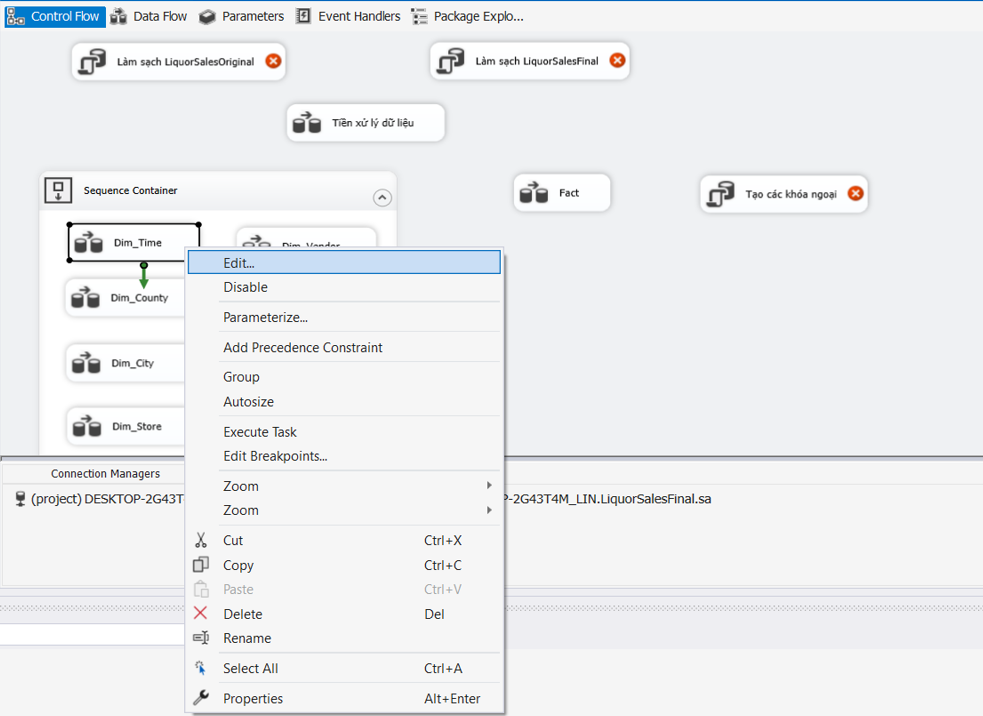 Control Flow Data Flow Parameters Event Handlers Package Explo...
Làm sạch LiquorSalesOriginal
Làm sạch LiquorSalesFinal
Tiền xử lý dữ liệu
Sequence Container
Fact
Tạo các khóa ngoại
Dim_Time
Dim_Vender
Dim_County
Dim_City
Dim_Store
Edit...
Disable
Parameterize...
Add Precedence Constraint
Group
Autosize
Execute Task
Edit Breakpoints...
Zoom
Zoom
Cut Ctrl+X
Copy Ctrl+C
Paste Ctrl+V
Delete Del
Rename
Select All Ctrl+A
Properties Alt+Enter
Connection Managers
(project) DESKTOP-2G43T
P-2G43T4M_LIN.LiquorSalesFinal.sa